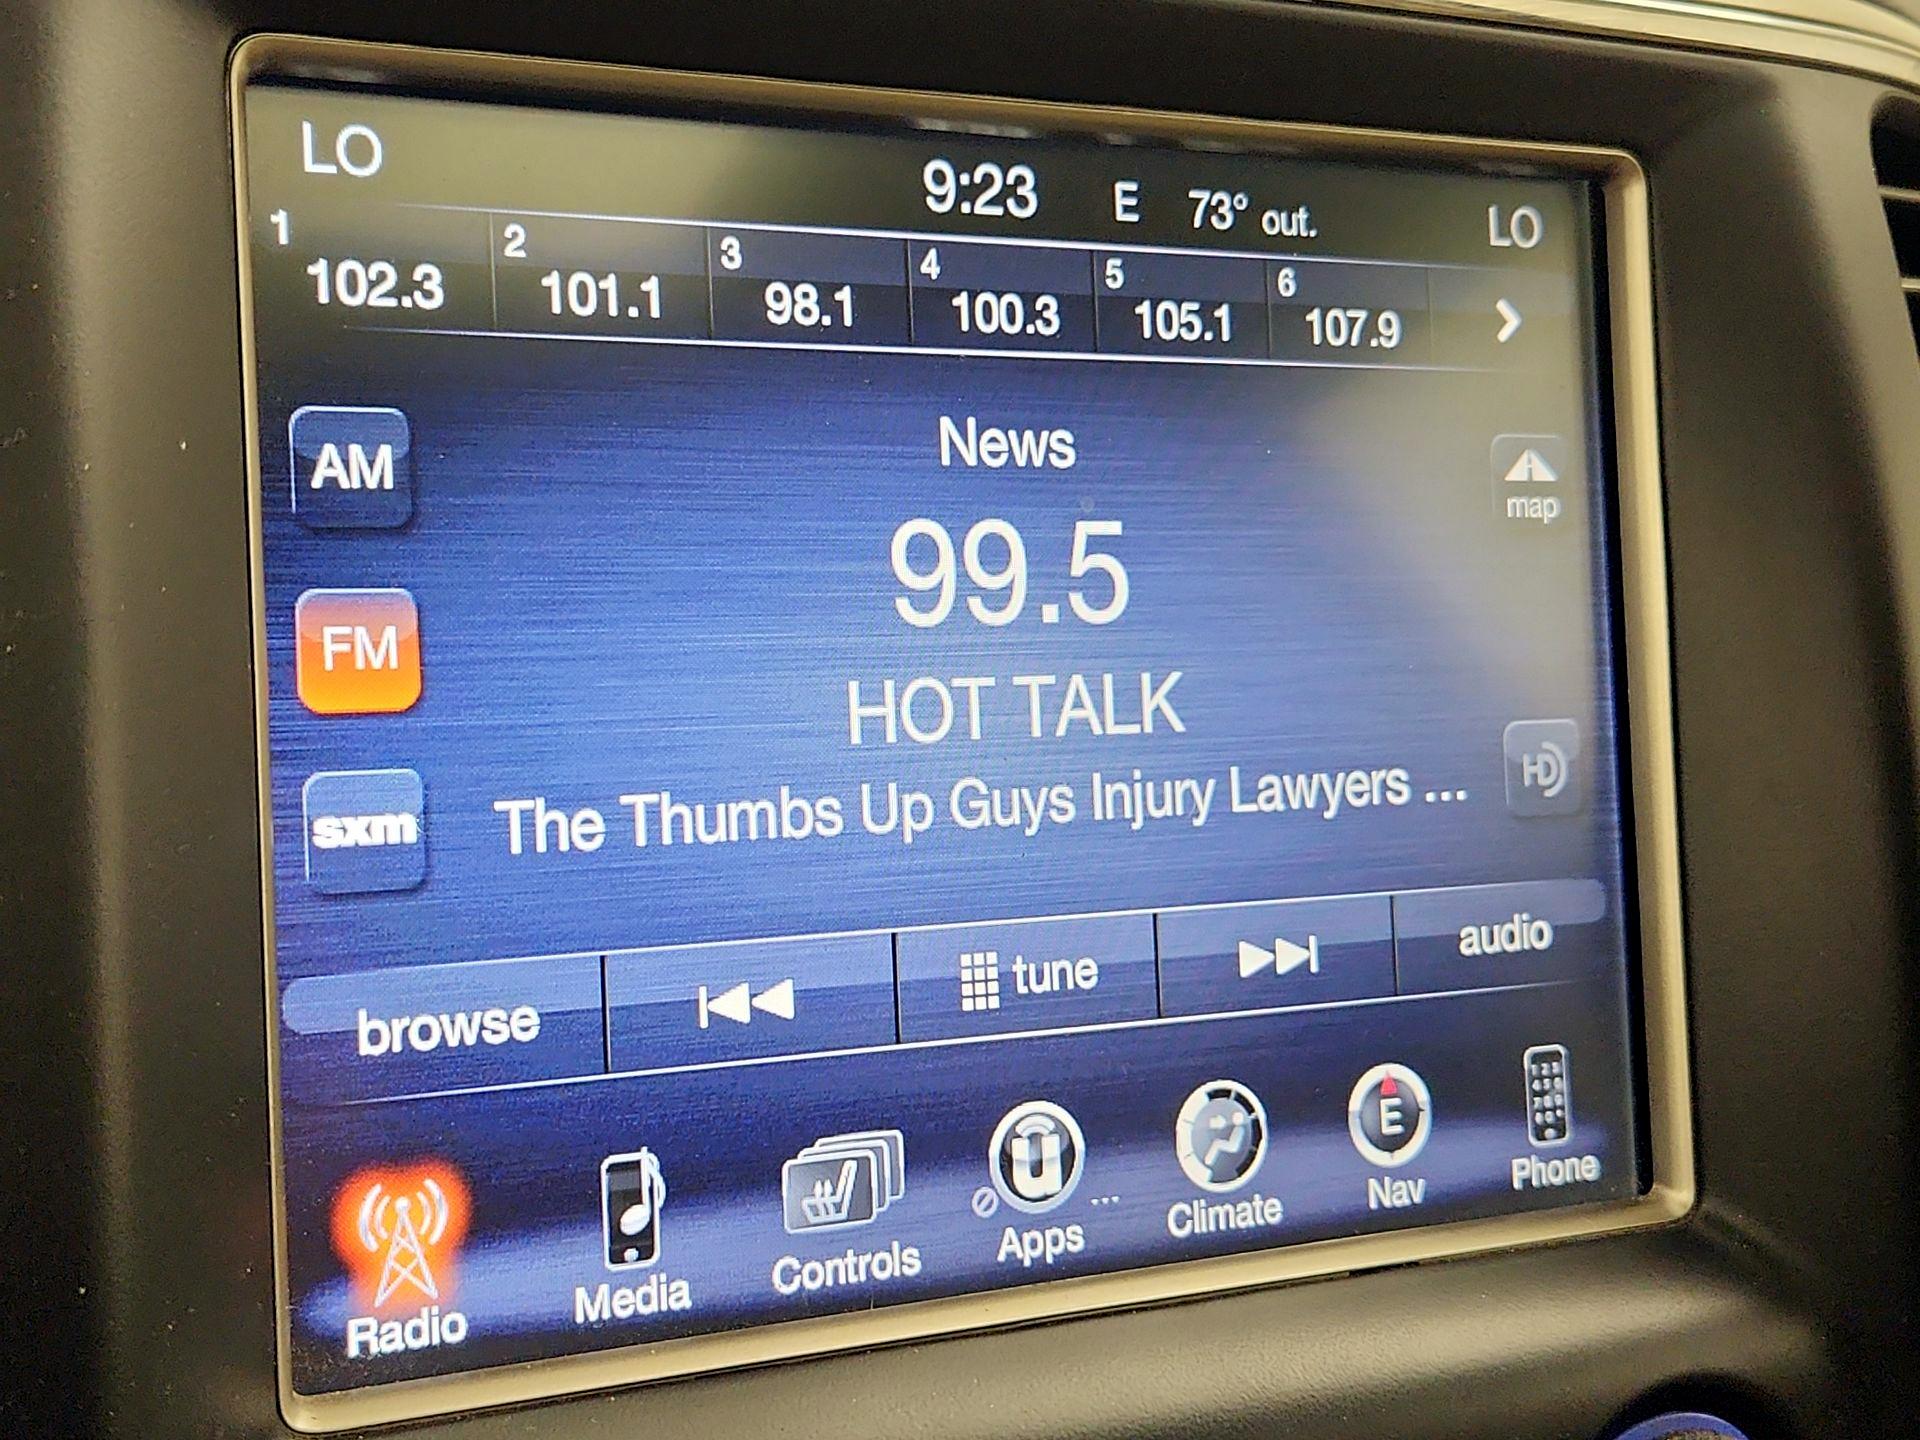 LO 9:23 E 73° out. LO
1 2 3 4 5 6
102.3 101.1 98.1 100.3 105.1 107.9
News
AM
map
99.5
FM
HOT TALK
HD
The Thumbs Up Guys Injury Lawyers ...
sxm
browse tune audio
E
Radio Media Controls Apps ... Climate Nav Phone